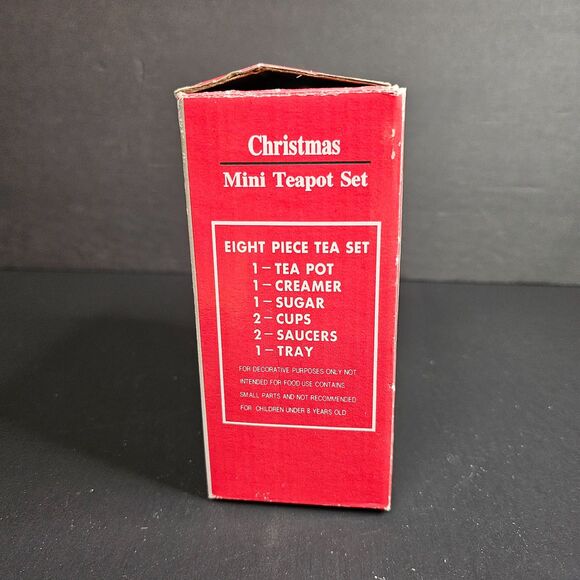 Christmas
Mini Teapot Set
EIGHT PIECE TEA SET
1 – TEA POT
1 – CREAMER
1 – SUGAR
2 – CUPS
2 – SAUCERS
1 – TRAY
FOR DECORATIVE PURPOSES ONLY NOT
INTENDED FOR FOOD USE CONTAINS
SMALL PARTS AND NOT RECOMMENDED
FOR CHILDREN UNDER 8 YEARS OLD